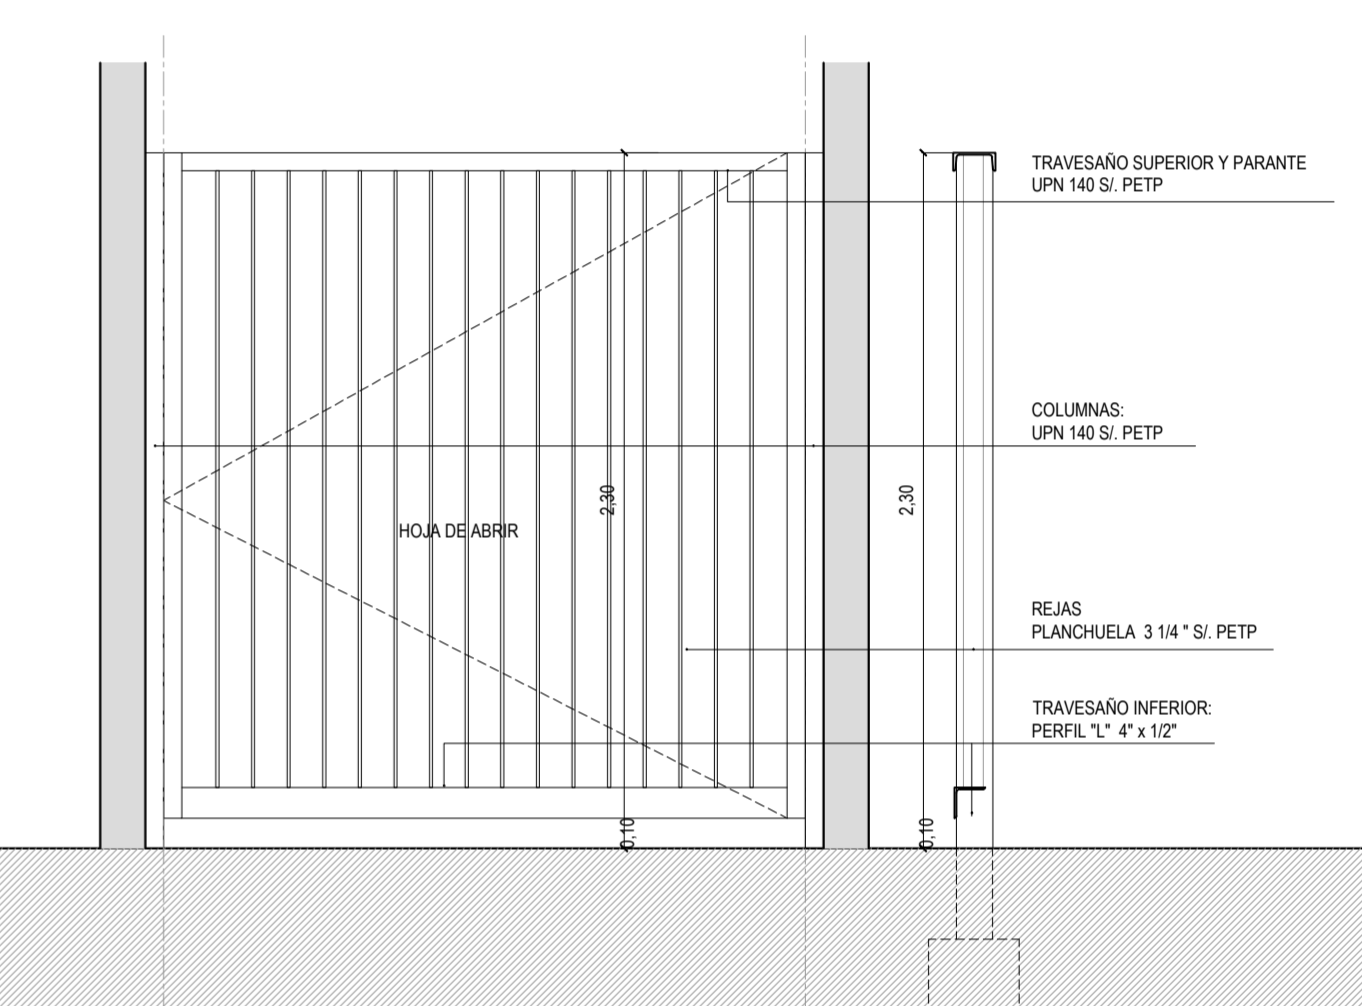 TRAVESAÑO SUPERIOR Y PARANTE
UPN 140 S/. PETP
COLUMNAS:
UPN 140 S/. PETP
2,30
2,30
HOJA DE ABRIR
REJAS
PLANCHUELA 3 1/4 " S/. PETP
TRAVESAÑO INFERIOR:
PERFIL "L" 4" x 1/2"
0,10
0,10